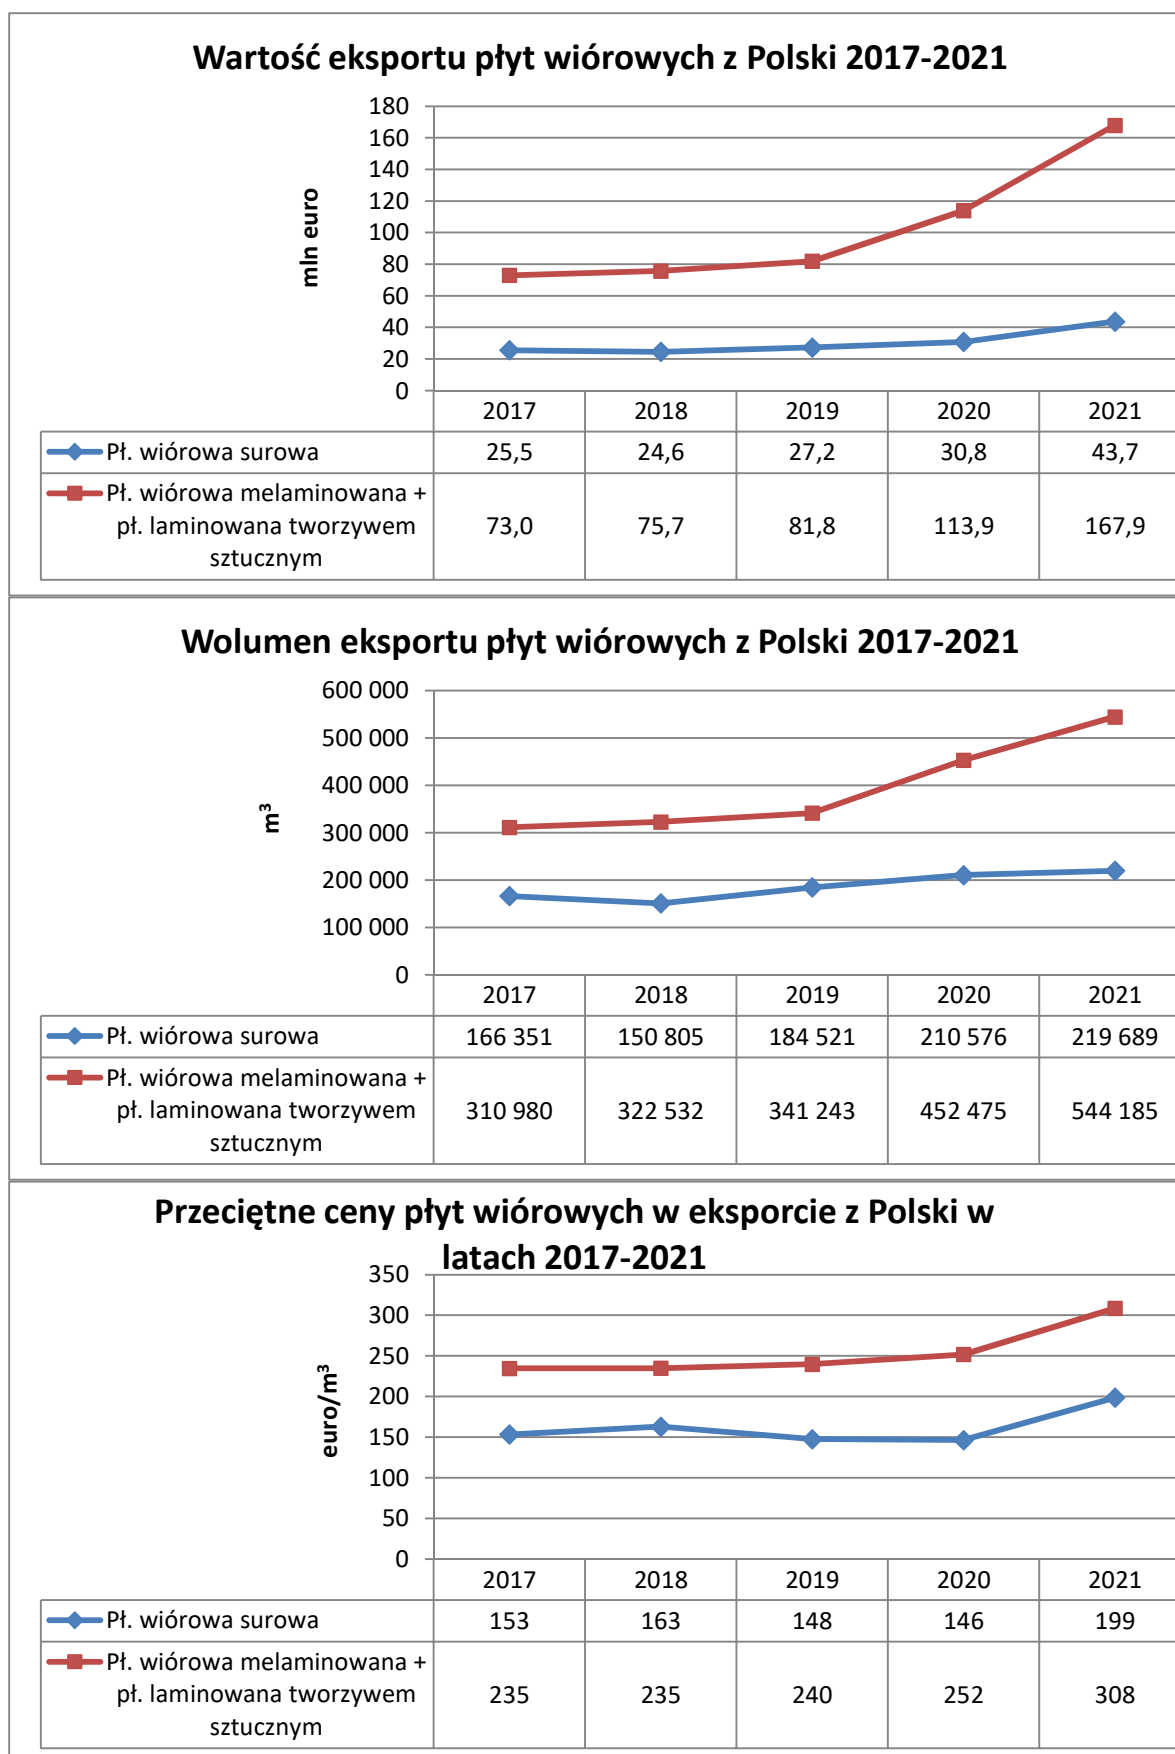 Wartość eksportu płyt wiórowych z Polski 2017-2021
180
160
140
120
100
80
60
40
20
0
mln euro
2017 2018 2019 2020 2021
Pł. wiórowa surowa 25,5 24,6 27,2 30,8 43,7
Pł. wiórowa melaminowana +
pł. laminowana tworzywem 73,0 75,7 81,8 113,9 167,9
sztucznym
Wolumen eksportu płyt wiórowych z Polski 2017-2021
600 000
500 000
400 000
300 000
200 000
100 000
0
m³
2017 2018 2019 2020 2021
Pł. wiórowa surowa 166 351 150 805 184 521 210 576 219 689
Pł. wiórowa melaminowana +
pł. laminowana tworzywem 310 980 322 532 341 243 452 475 544 185
sztucznym
Przeciętne ceny płyt wiórowych w eksporcie z Polski w
latach 2017-2021
350
300
250
200
150
100
50
0
euro/m³
2017 2018 2019 2020 2021
Pł. wiórowa surowa 153 163 148 146 199
Pł. wiórowa melaminowana +
pł. laminowana tworzywem 235 235 240 252 308
sztucznym